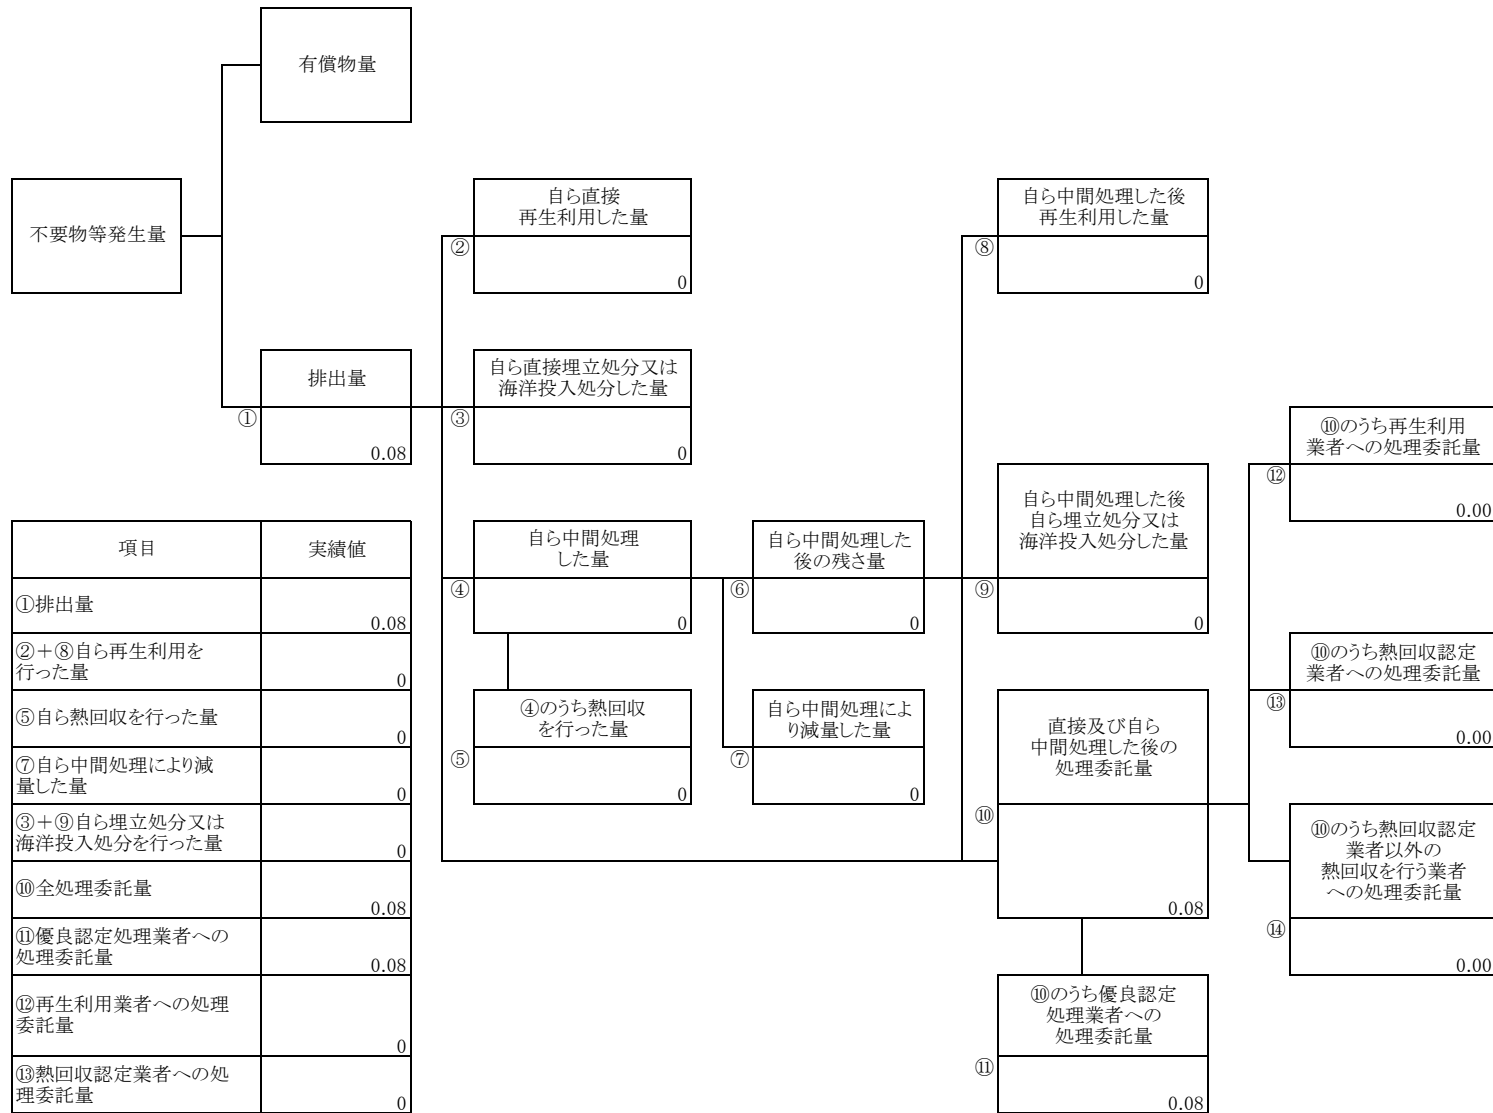 有償物量
不要物等発生量
自ら直接
再生利用した量
②
0
自ら中間処理した後
再生利用した量
⑧
0
排出量
①
0.08
自ら直接埋立処分又は
海洋投入処分した量
③
0
⑩のうち再生利用
業者への処理委託量
⑫
0.00
自ら中間処理
した量
④
0
自ら中間処理した
後の残さ量
⑥
0
自ら中間処理した後
自ら埋立処分又は
海洋投入処分した量
⑨
0
⑩のうち熱回収認定
業者への処理委託量
⑬
0.00
④のうち熱回収
を行った量
⑤
0
自ら中間処理によ
り減量した量
⑦
0
直接及び自ら
中間処理した後の
処理委託量
⑩
0.08
⑩のうち熱回収認定
業者以外の
熱回収を行う業者
への処理委託量
⑭
0.00
⑩のうち優良認定
処理業者への
処理委託量
⑪
0.08
項目 実績値
①排出量
0.08
②＋⑧自ら再生利用を
行った量
0
⑤自ら熱回収を行った量
0
⑦自ら中間処理により減
量した量
0
③＋⑨自ら埋立処分又は
海洋投入処分を行った量
0
⑩全処理委託量
0.08
⑪優良認定処理業者への
処理委託量
0.08
⑫再生利用業者への処理
委託量
0
⑬熱回収認定業者への処
理委託量
0